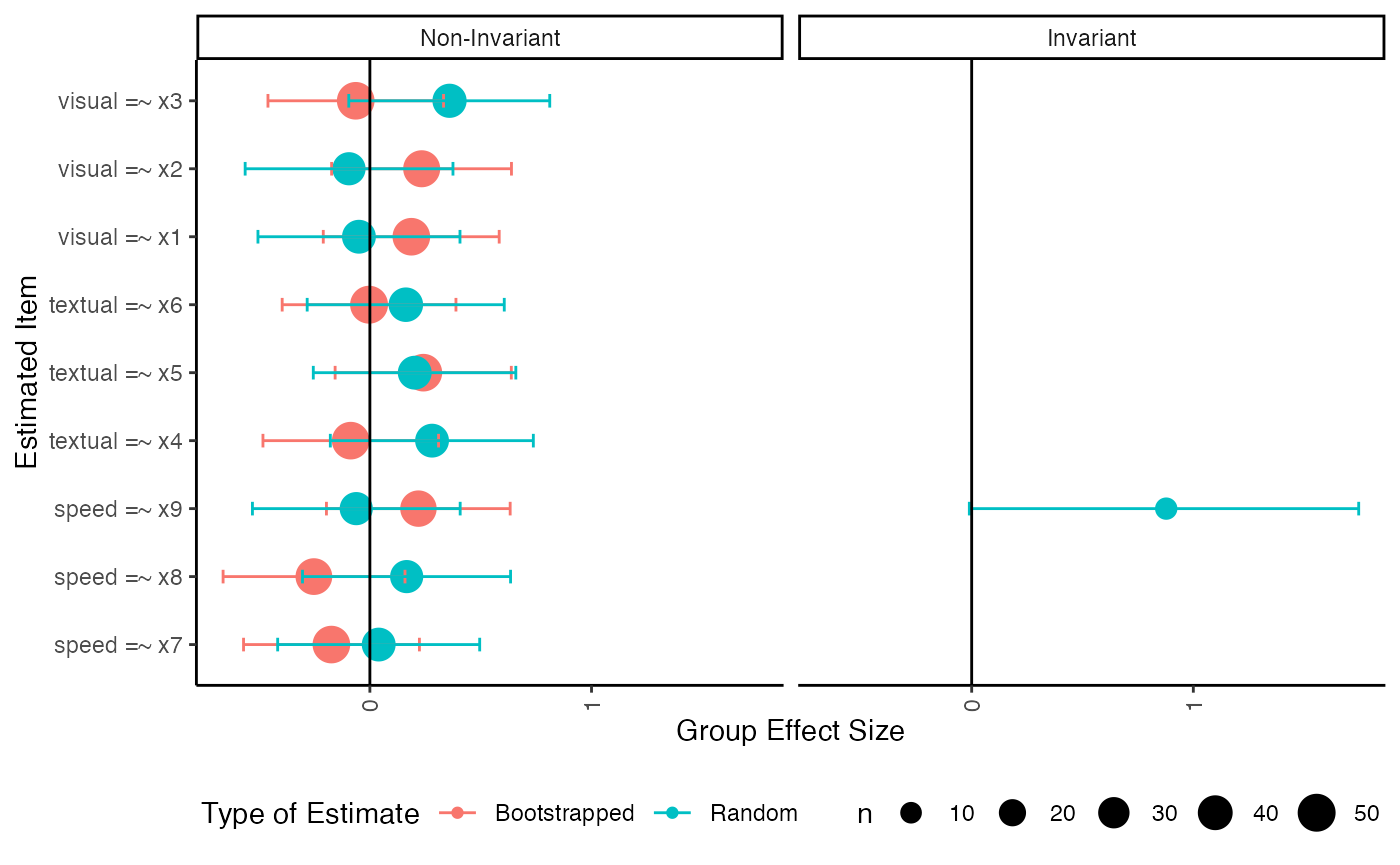 Non-Invariant
Invariant
Estimated Item
visual =~ x3
visual =~ x2
visual =~ x1
textual =~ x6
textual =~ x5
textual =~ x4
speed =~ x9
speed =~ x8
speed =~ x7
0
1
0
1
Group Effect Size
Type of Estimate Bootstrapped Random n 10 20 30 40 50